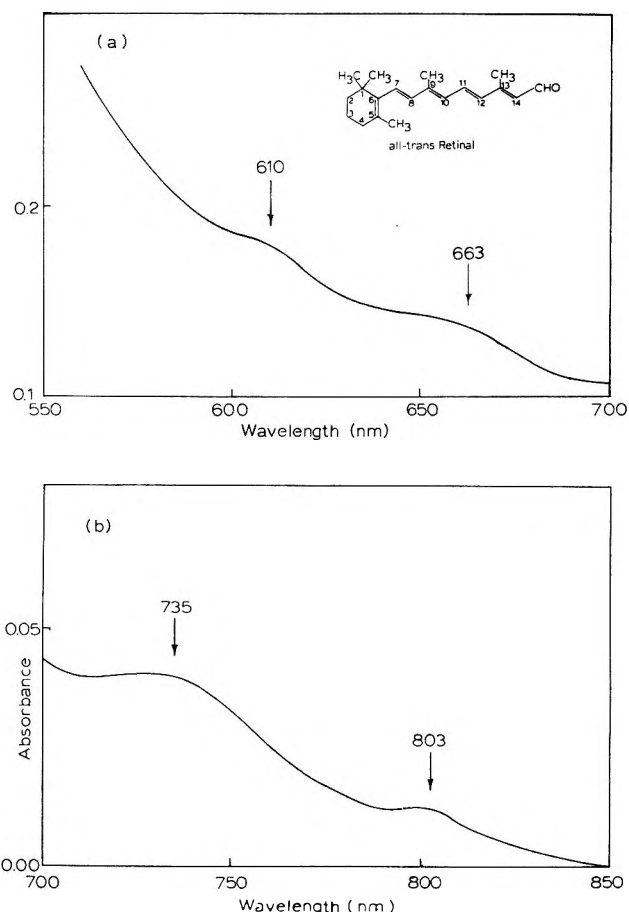 (a)
H₃C CH₃ CH₃ CH₃
7 9 11 13 CHO
1 6 8 10 12 14
2
3 5
4 CH₃
all-trans Retinal
610
663
0.2
0.1
550 600 650 700
Wavelength (nm)
(b)
735
803
0.05
Absorbance
0.00
700 750 800 850
Wavelength (nm)